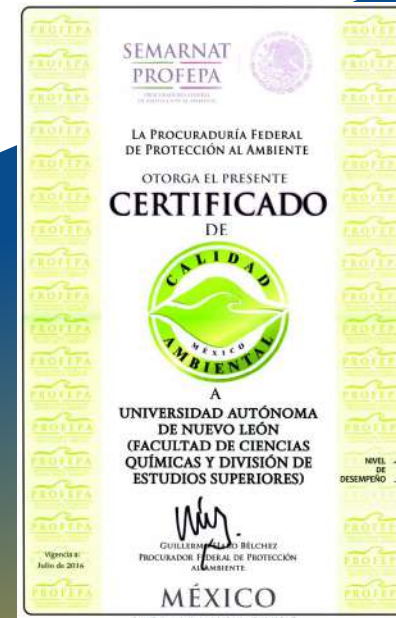 SEMARNAT
PROFEPA
LA PROCURADURÍA FEDERAL
DE PROTECCIÓN AL AMBIENTE
OTORGA EL PRESENTE
CERTIFICADO
DE
CALIDAD
MÉXICO
AMBIENTAL
A
UNIVERSIDAD AUTÓNOMA
DE NUEVO LEÓN
(FACULTAD DE CIENCIAS
QUÍMICAS Y DIVISIÓN DE
ESTUDIOS SUPERIORES)
NIVEL
DE
DESEMPEÑO
BÉLCHEZ
PROCURADOR FEDERAL DE PROTECCIÓN
AL AMBIENTE
Vigencia a:
Julio de 2016
MÉXICO
PROFEPA